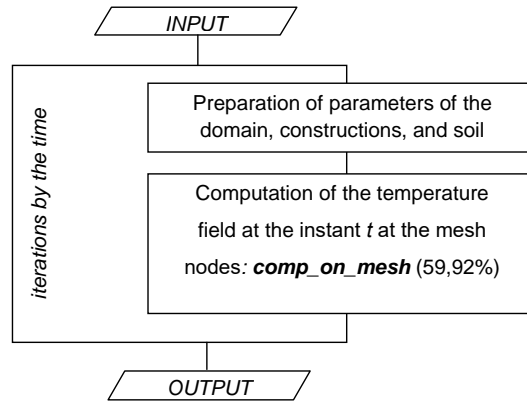 INPUT
iterations by the time
Preparation of parameters of the
domain, constructions, and soil
Computation of the temperature
field at the instant t at the mesh
nodes: comp_on_mesh (59,92%)
OUTPUT